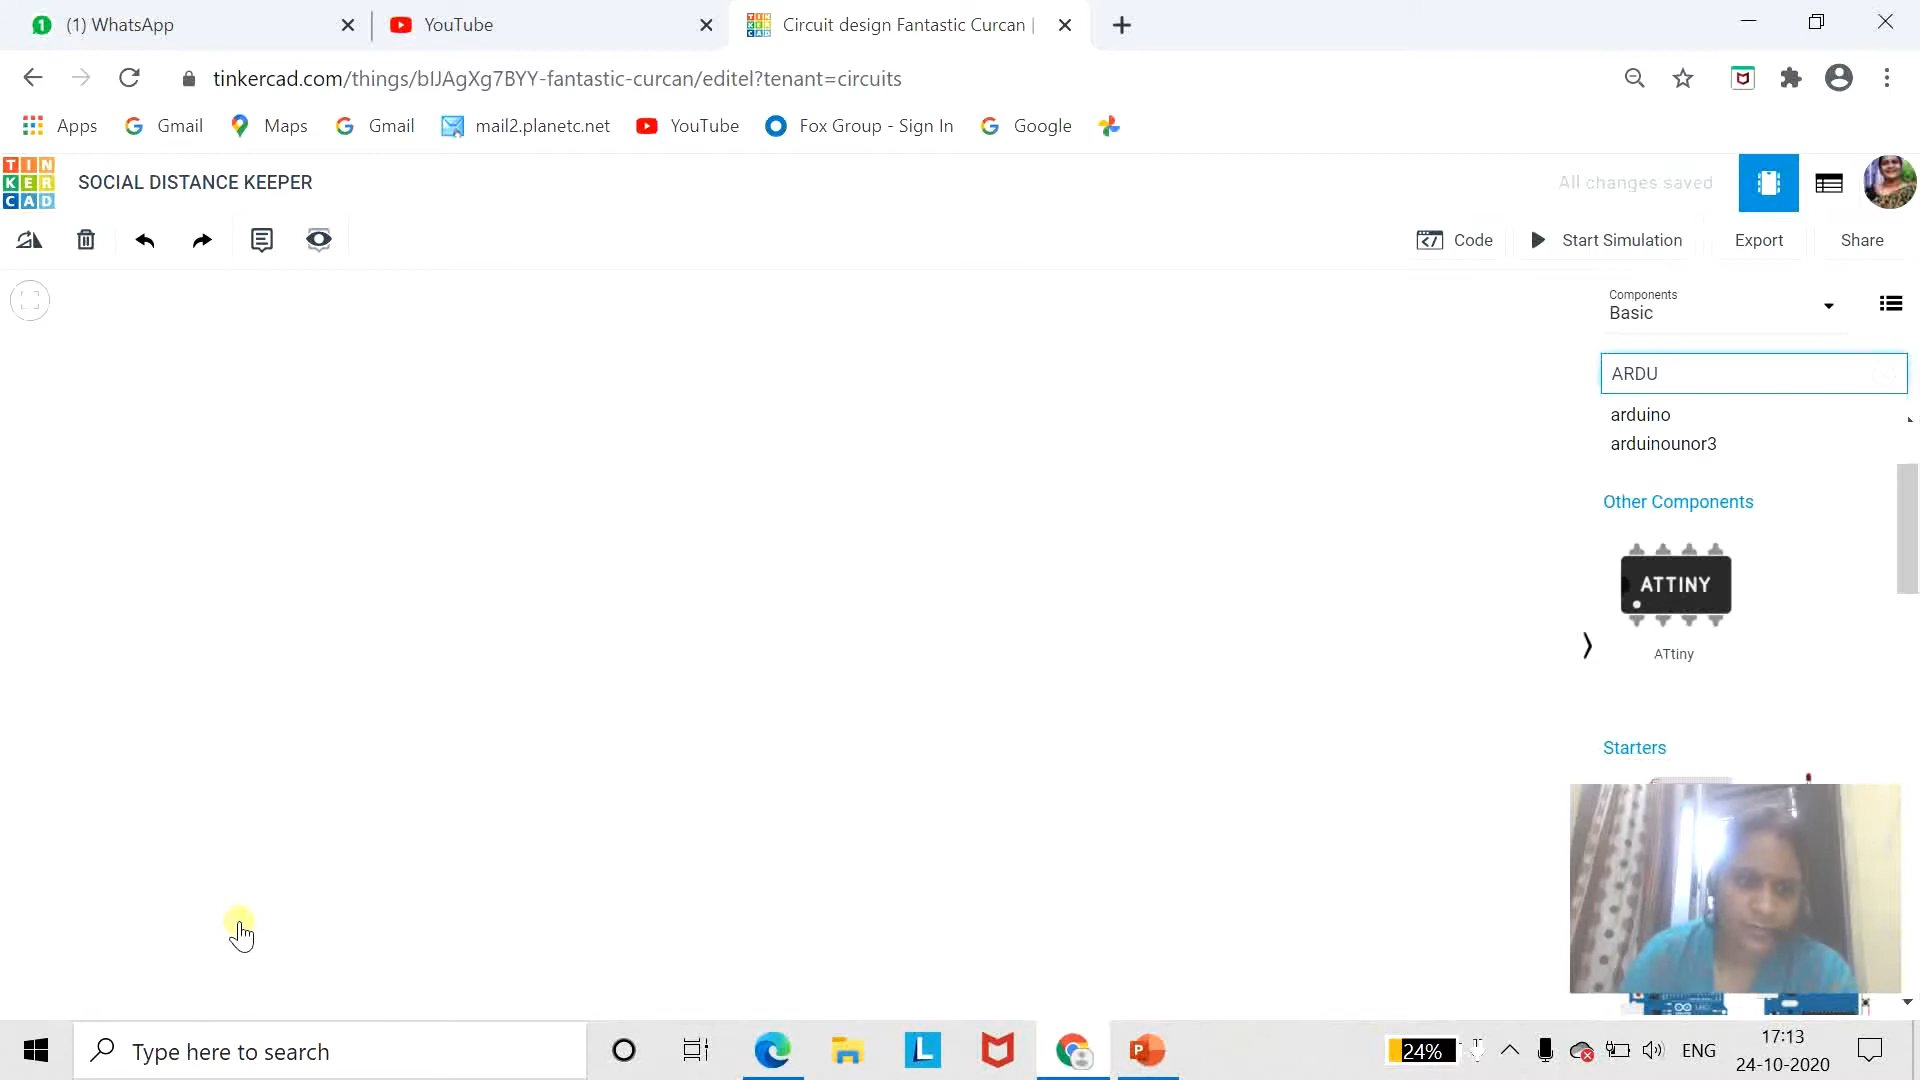 (1) WhatsApp
YouTube
Circuit design Fantastic Curcan |
tinkercad.com/things/bIJAgXg7BYY-fantastic-curcan/editel?tenant=circuits
Apps
Gmail
Maps
Gmail
mail2.planetc.net
YouTube
Fox Group - Sign In
Google
TIN
KER
CAD
SOCIAL DISTANCE KEEPER
All changes saved
Code
Start Simulation
Export
Share
Components
Basic
ARDU
arduino
arduinounor3
Other Components
ATTINY
ATtiny
Starters
Type here to search
24%
ENG
17:13
24-10-2020